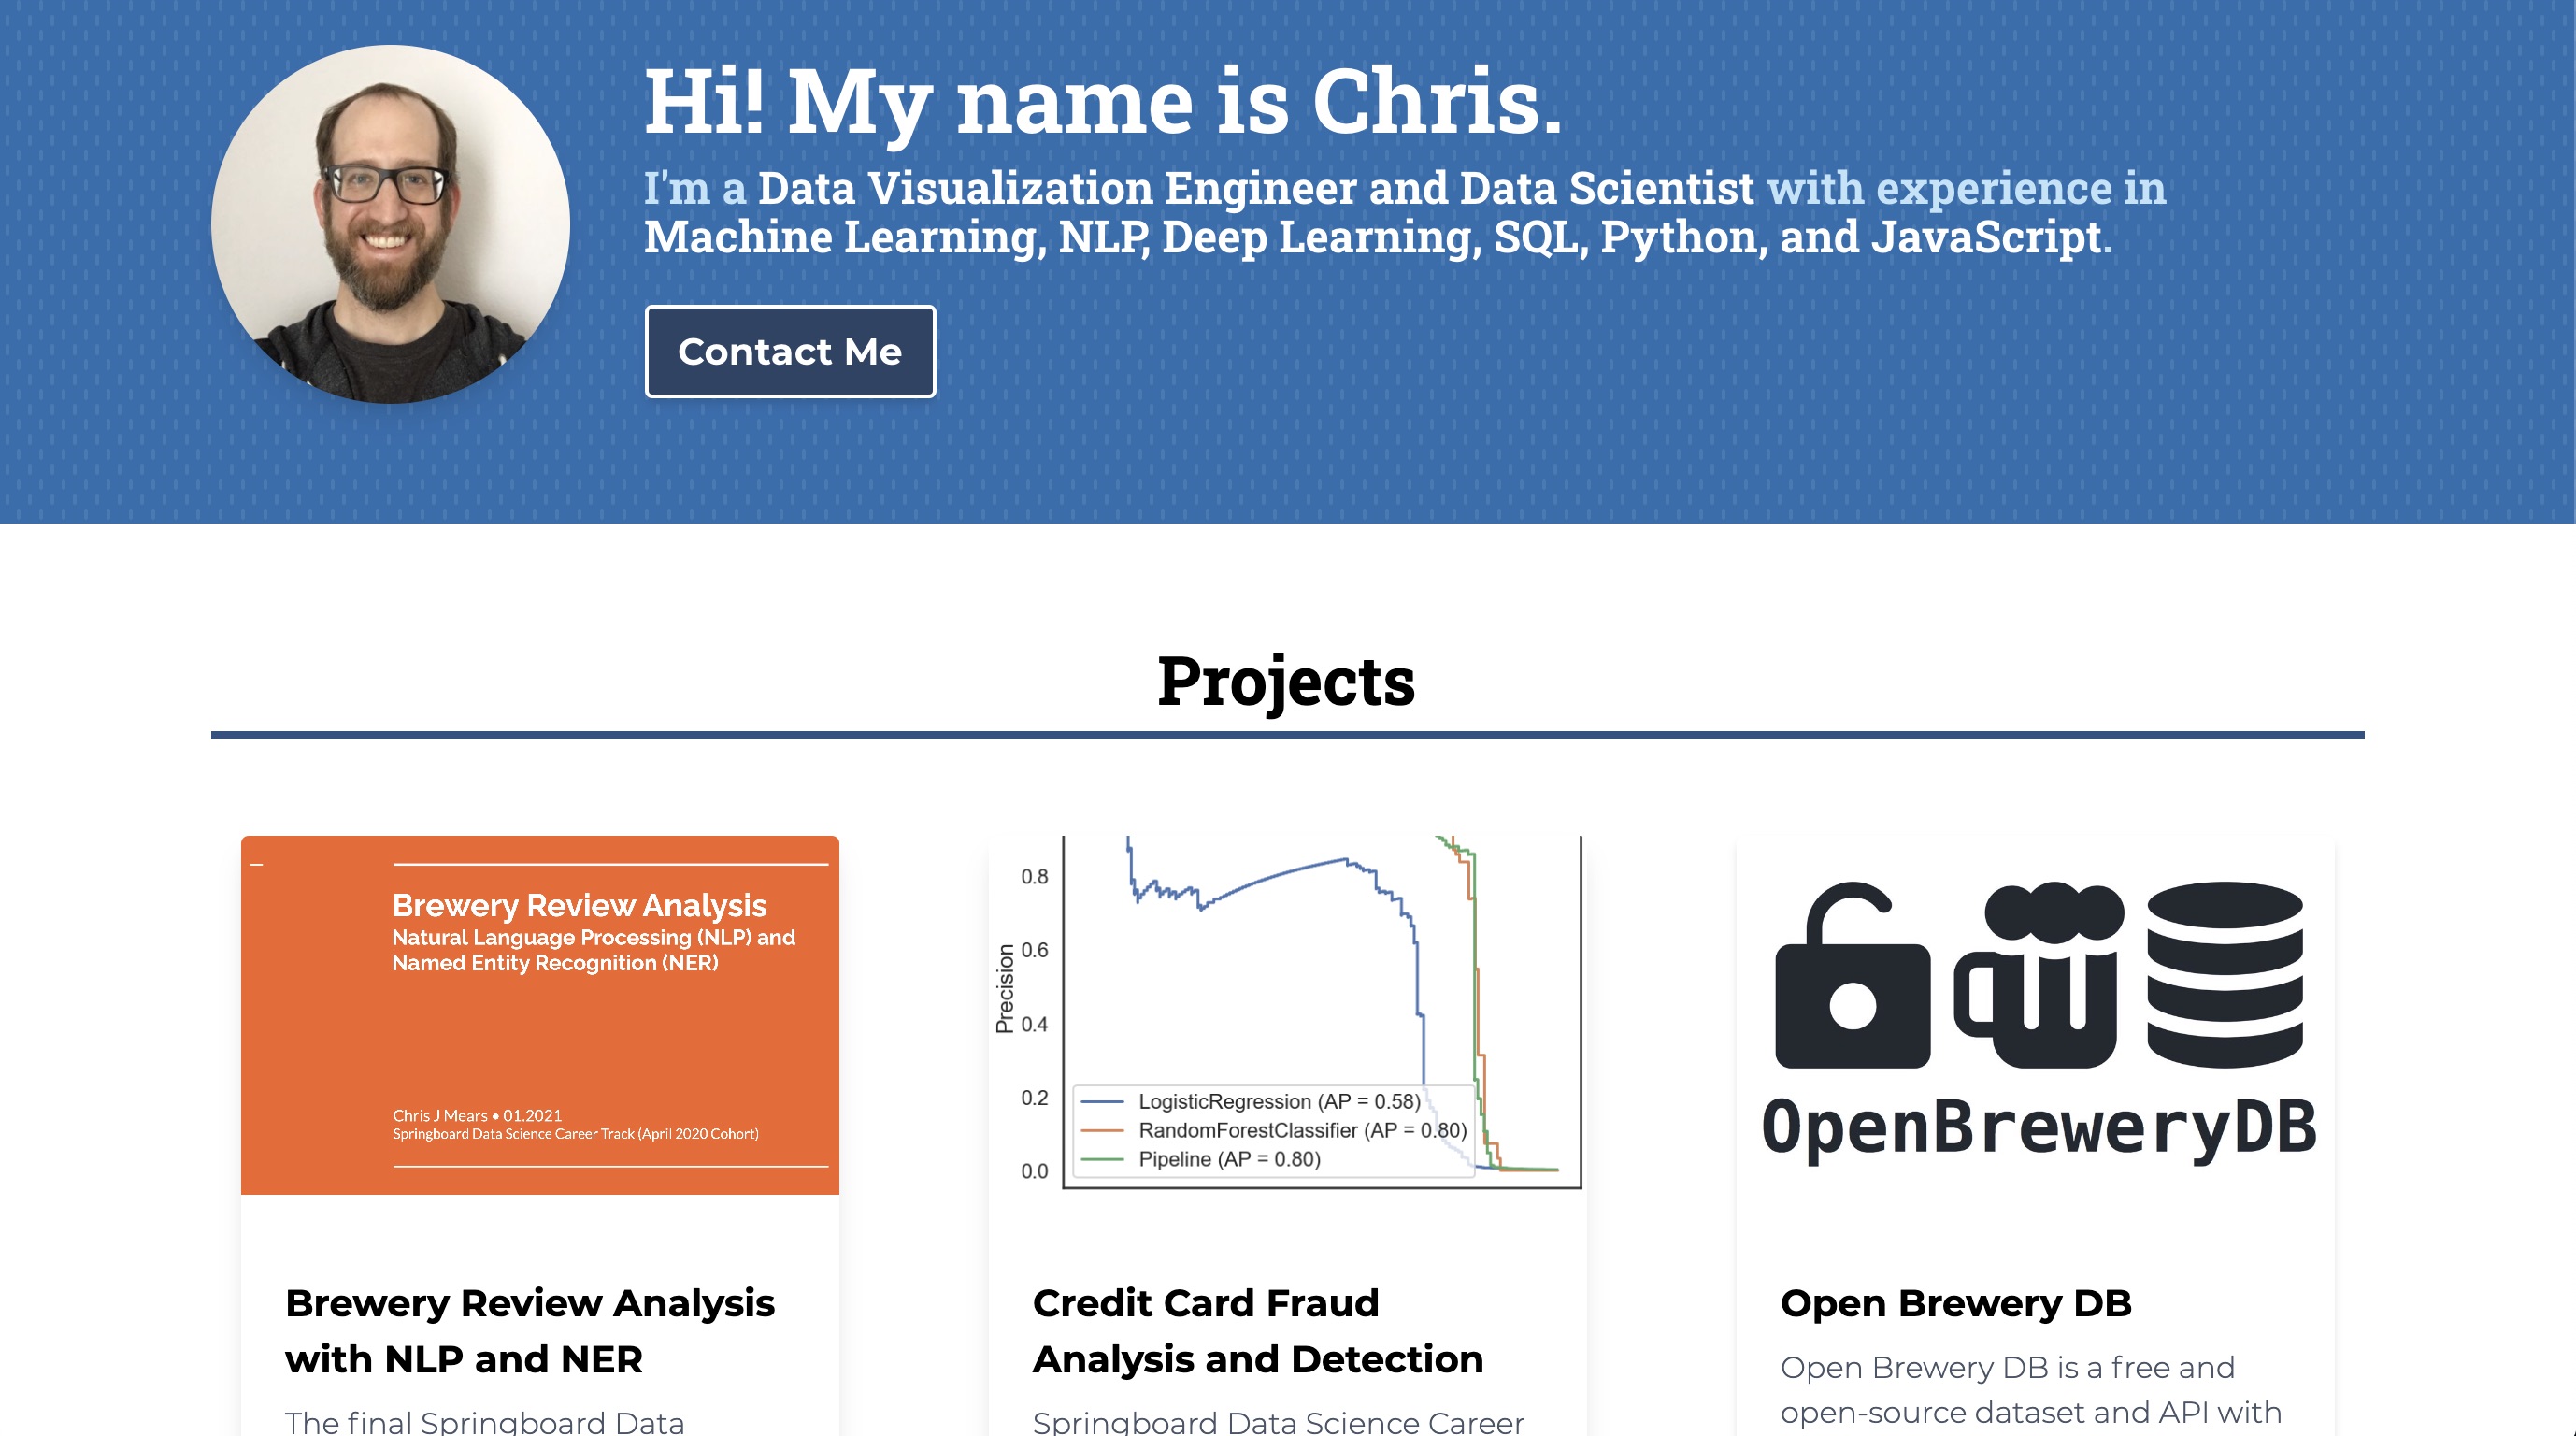 Hi! My name is Chris.
I'm a Data Visualization Engineer and Data Scientist with experience in
Machine Learning, NLP, Deep Learning, SQL, Python, and JavaScript.
Contact Me
Projects
Brewery Review Analysis
Natural Language Processing (NLP) and
Named Entity Recognition (NER)
Chris J Mears • 01.2021
Springboard Data Science Career Track (April 2020 Cohort)
Brewery Review Analysis
with NLP and NER
The final Springboard Data
Precision
0.8
0.6
0.4
0.2
0.0
LogisticRegression (AP = 0.58)
RandomForestClassifier (AP = 0.80)
Pipeline (AP = 0.80)
Credit Card Fraud
Analysis and Detection
Springboard Data Science Career
OpenBreweryDB
Open Brewery DB
Open Brewery DB is a free and
open-source dataset and API with